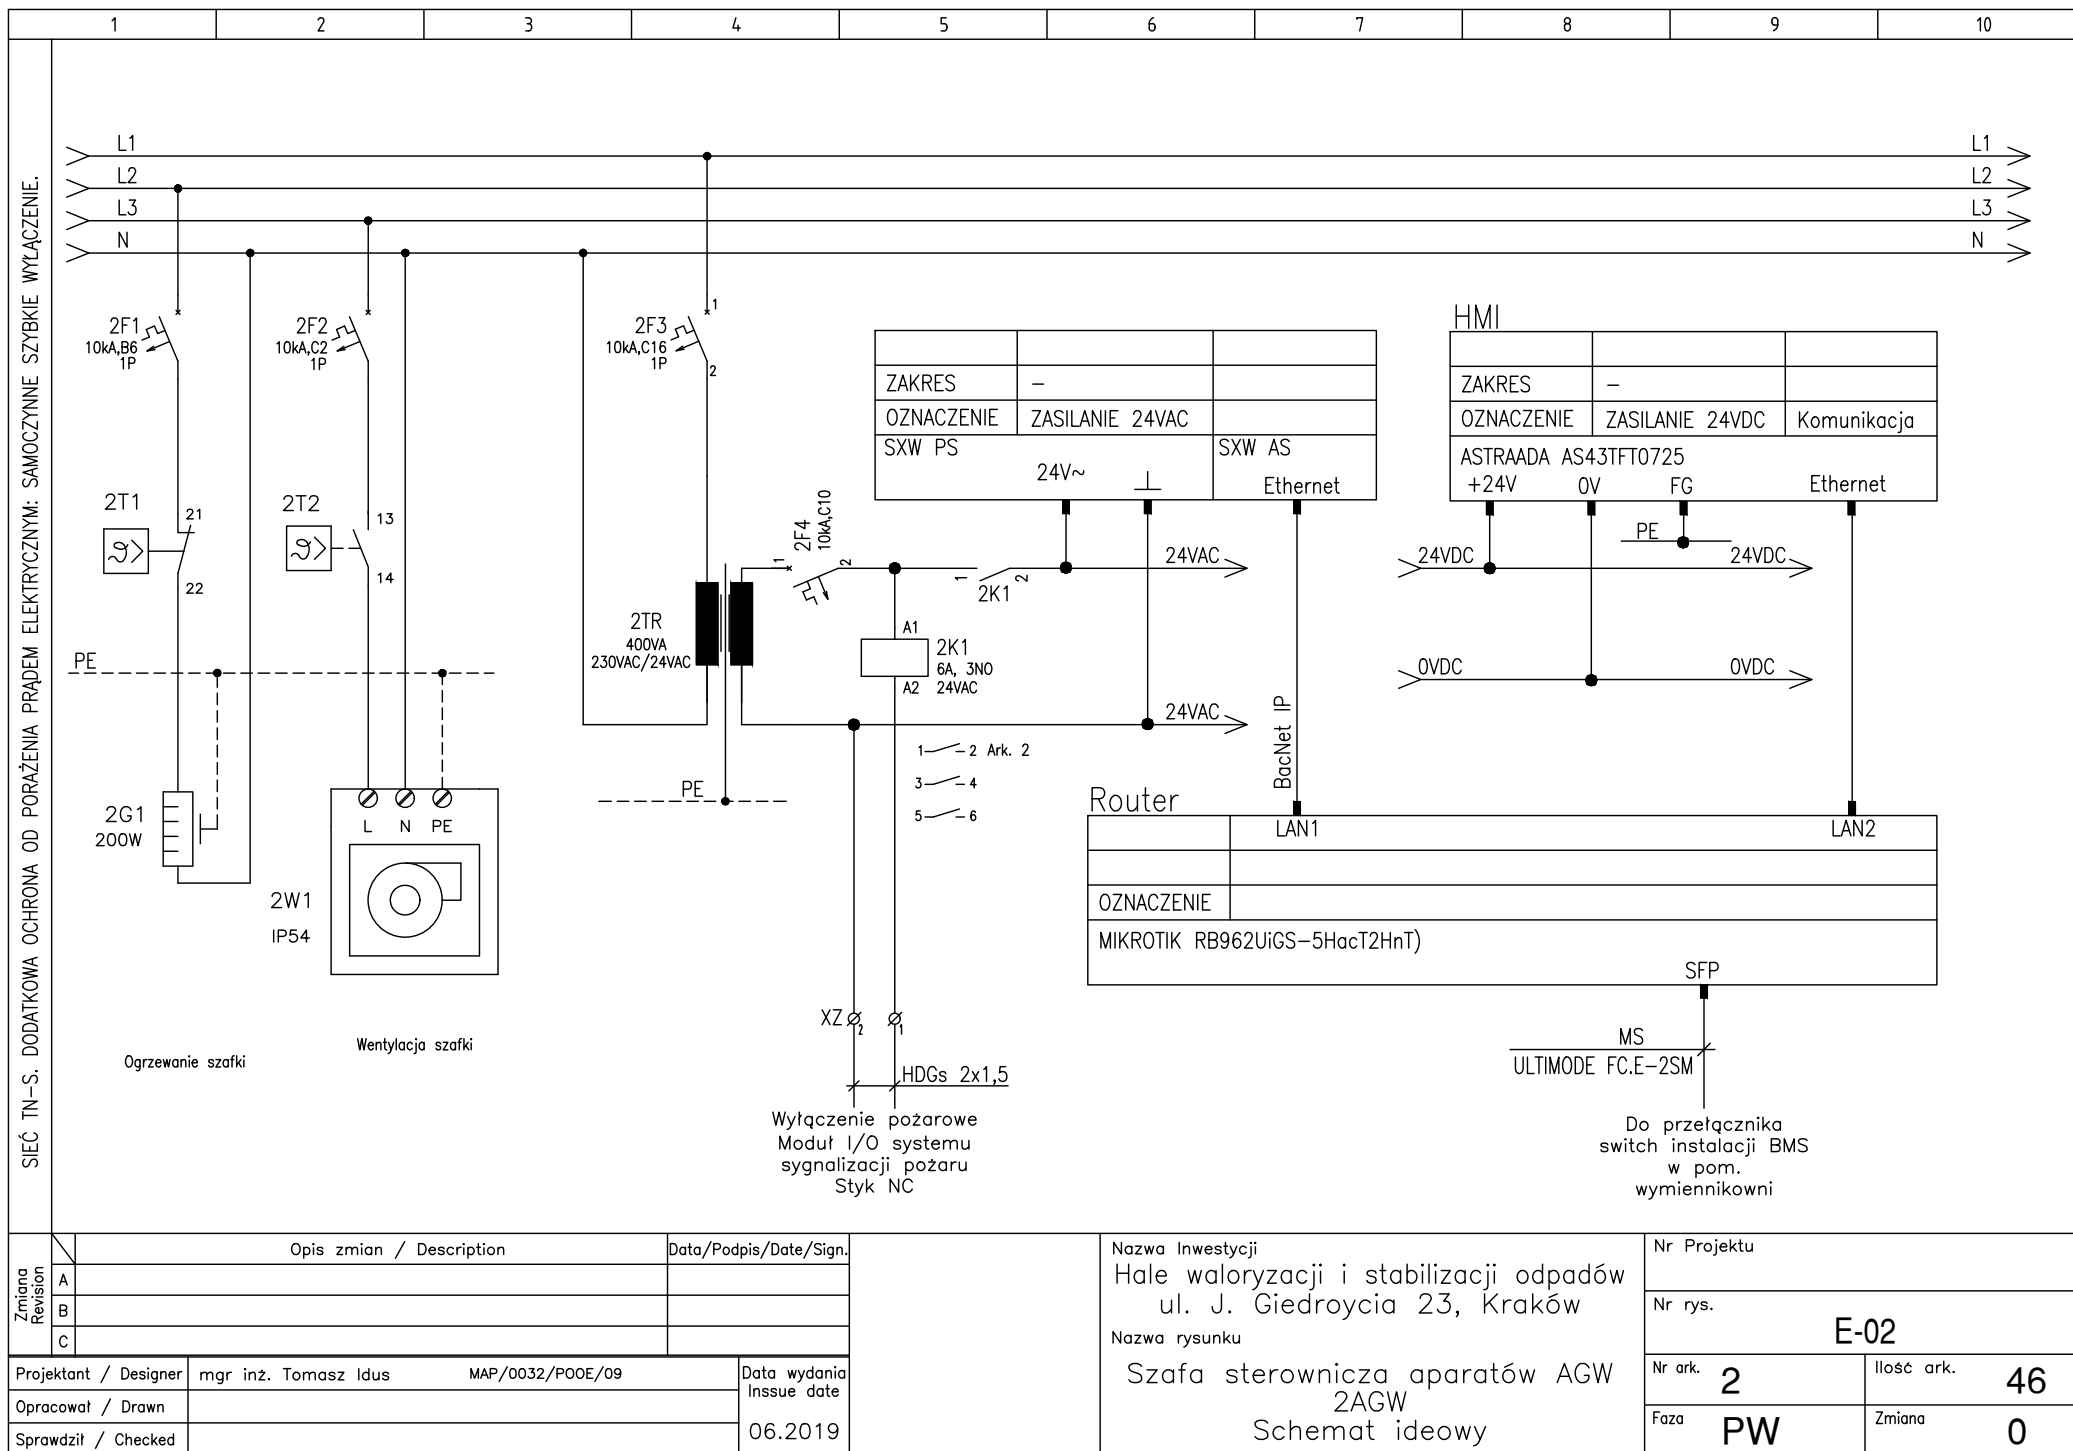 1 2 3 4 5 6 7 8 9 10
SIEĆ TN-S. DODATKOWA OCHRONA OD PORAŻENIA PRĄDEM ELEKTRYCZNYM: SAMOCZYNNE SZYBKIE WYŁĄCZENIE.
L1 L1
L2 L2
L3 L3
N N
2F1
10kA,B6
1P
2F2
10kA,C2
1P
2F3
10kA,C16
1P
1
2
2T1
21
22
2T2
13
14
PE
2G1
200W
L N PE
2W1
IP54
Ogrzewanie szafki
Wentylacja szafki
2TR
400VA
230VAC/24VAC
PE
1
2F4
10kA,C10
2
1 2
2K1
A1
2K1
6A, 3NO
24VAC
A2
1 2 Ark. 2
3 4
5 6
24VAC
24VAC
XZ 2 1
HDGs 2x1,5
Wyłączenie pożarowe
Moduł I/O systemu
sygnalizacji pożaru
Styk NC
ZAKRES –
OZNACZENIE ZASILANIE 24VAC
SXW PS SXW AS
24V~ Ethernet
BacNet IP
HMI
ZAKRES –
OZNACZENIE ZASILANIE 24VDC Komunikacja
ASTRAADA AS43TFT0725
+24V 0V FG Ethernet
PE
24VDC 24VDC
0VDC 0VDC
Router
LAN1 LAN2
OZNACZENIE
MIKROTIK RB962UiGS-5HacT2HnT)
SFP
MS
ULTIMODE FC.E-2SM
Do przełącznika
switch instalacji BMS
w pom.
wymiennikowni
Zmiana
Revision
Opis zmian / Description Data/Podpis/Date/Sign.
A
B
C
Projektant / Designer mgr inż. Tomasz Idus MAP/0032/POOE/09
Opracował / Drawn
Sprawdził / Checked
Data wydania
Inssue date
06.2019
Nazwa Inwestycji
Hale waloryzacji i stabilizacji odpadów
ul. J. Giedroycia 23, Kraków
Nazwa rysunku
Szafa sterownicza aparatów AGW
2AGW
Schemat ideowy
Nr Projektu
Nr rys.
E-02
Nr ark. 2 Ilość ark. 46
Faza PW Zmiana 0